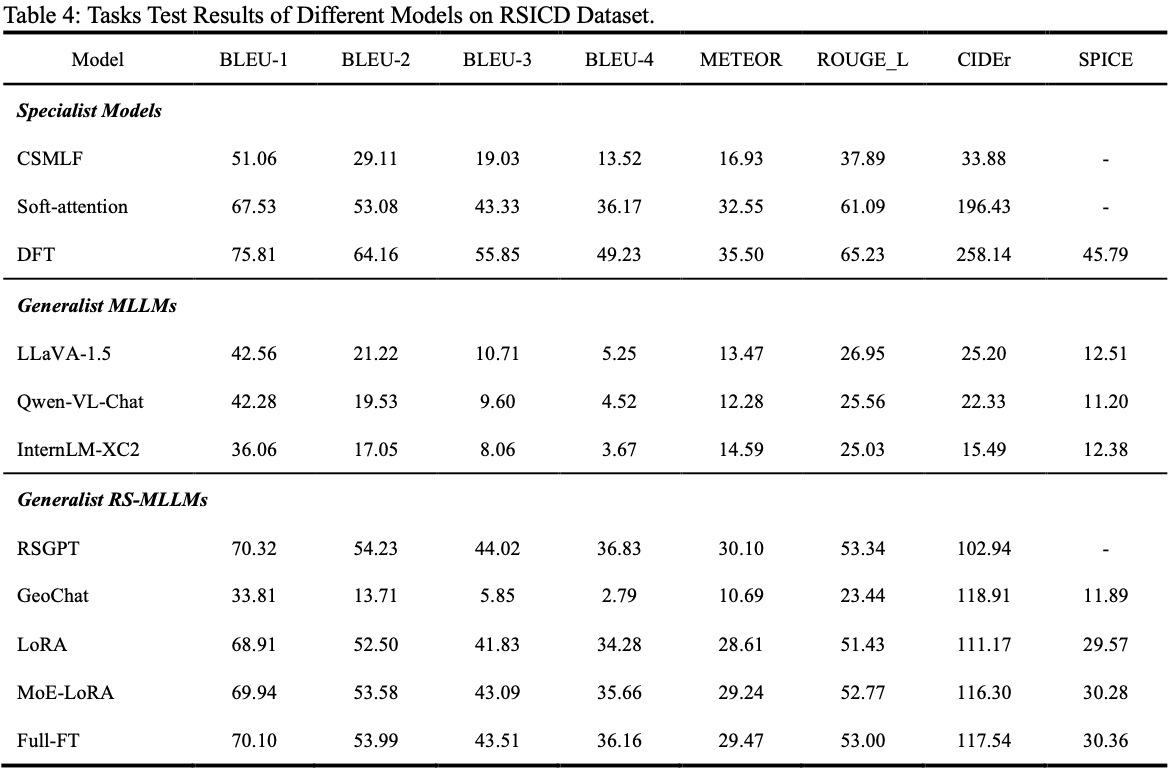 Table 4: Tasks Test Results of Different Models on RSICD Dataset.
Model BLEU-1 BLEU-2 BLEU-3 BLEU-4 METEOR ROUGE_L CIDEr SPICE
Specialist Models
CSMLF 51.06 29.11 19.03 13.52 16.93 37.89 33.88 -
Soft-attention 67.53 53.08 43.33 36.17 32.55 61.09 196.43 -
DFT 75.81 64.16 55.85 49.23 35.50 65.23 258.14 45.79
Generalist MLLMs
LLaVA-1.5 42.56 21.22 10.71 5.25 13.47 26.95 25.20 12.51
Qwen-VL-Chat 42.28 19.53 9.60 4.52 12.28 25.56 22.33 11.20
InternLM-XC2 36.06 17.05 8.06 3.67 14.59 25.03 15.49 12.38
Generalist RS-MLLMs
RSGPT 70.32 54.23 44.02 36.83 30.10 53.34 102.94 -
GeoChat 33.81 13.71 5.85 2.79 10.69 23.44 118.91 11.89
LoRA 68.91 52.50 41.83 34.28 28.61 51.43 111.17 29.57
MoE-LoRA 69.94 53.58 43.09 35.66 29.24 52.77 116.30 30.28
Full-FT 70.10 53.99 43.51 36.16 29.47 53.00 117.54 30.36